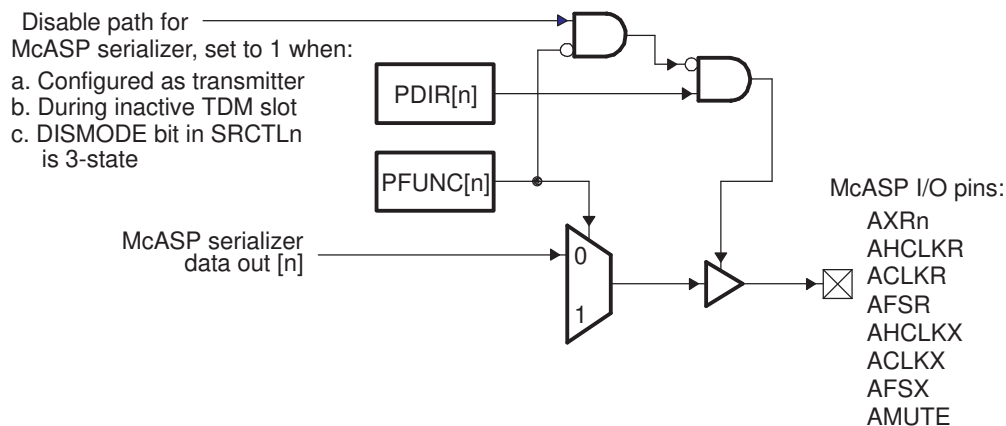 Disable path for
McASP serializer, set to 1 when:
a. Configured as transmitter
b. During inactive TDM slot
c. DISMODE bit in SRCTLn
is 3-state
PDIR[n]
PFUNC[n]
McASP serializer
data out [n]
0
1
McASP I/O pins:
AXRn
AHCLKR
ACLKR
AFSR
AHCLKX
ACLKX
AFSX
AMUTE